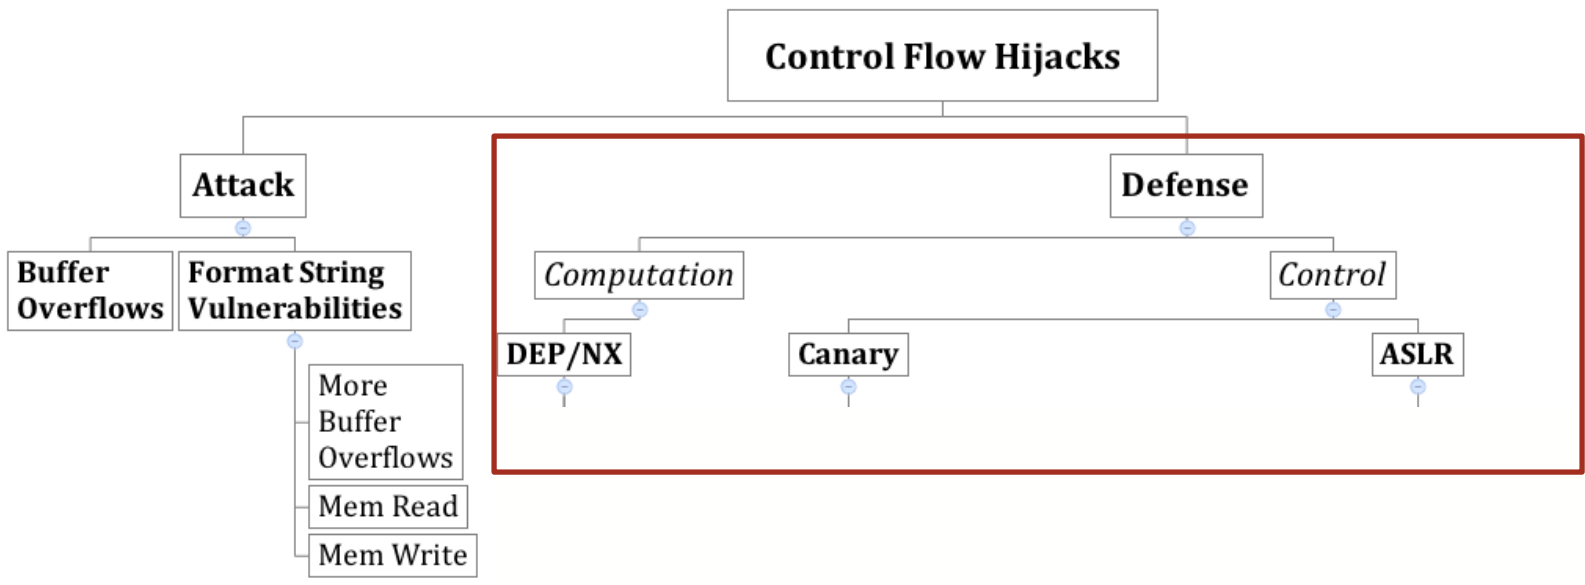 Control Flow Hijacks
Attack
Defense
Buffer
Overflows
Format String
Vulnerabilities
Computation
Control
DEP/NX
Canary
ASLR
More
Buffer
Overflows
Mem Read
Mem Write